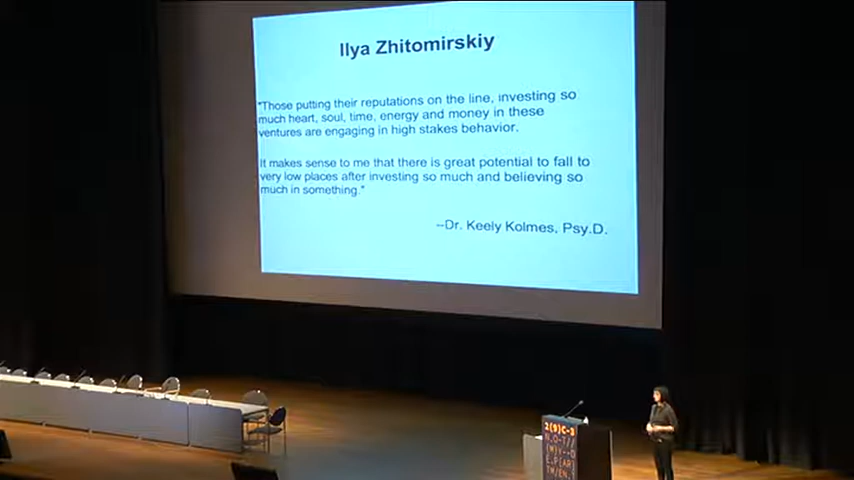 Ilya Zhitomirskiy
"Those putting their reputations on the line, investing so
much heart, soul, time, energy and money in these
ventures are engaging in high stakes behavior.
It makes sense to me that there is great potential to fall to
very low places after investing so much and believing so
much in something."
--Dr. Keely Kolmes, Psy.D.
2(9)C-3